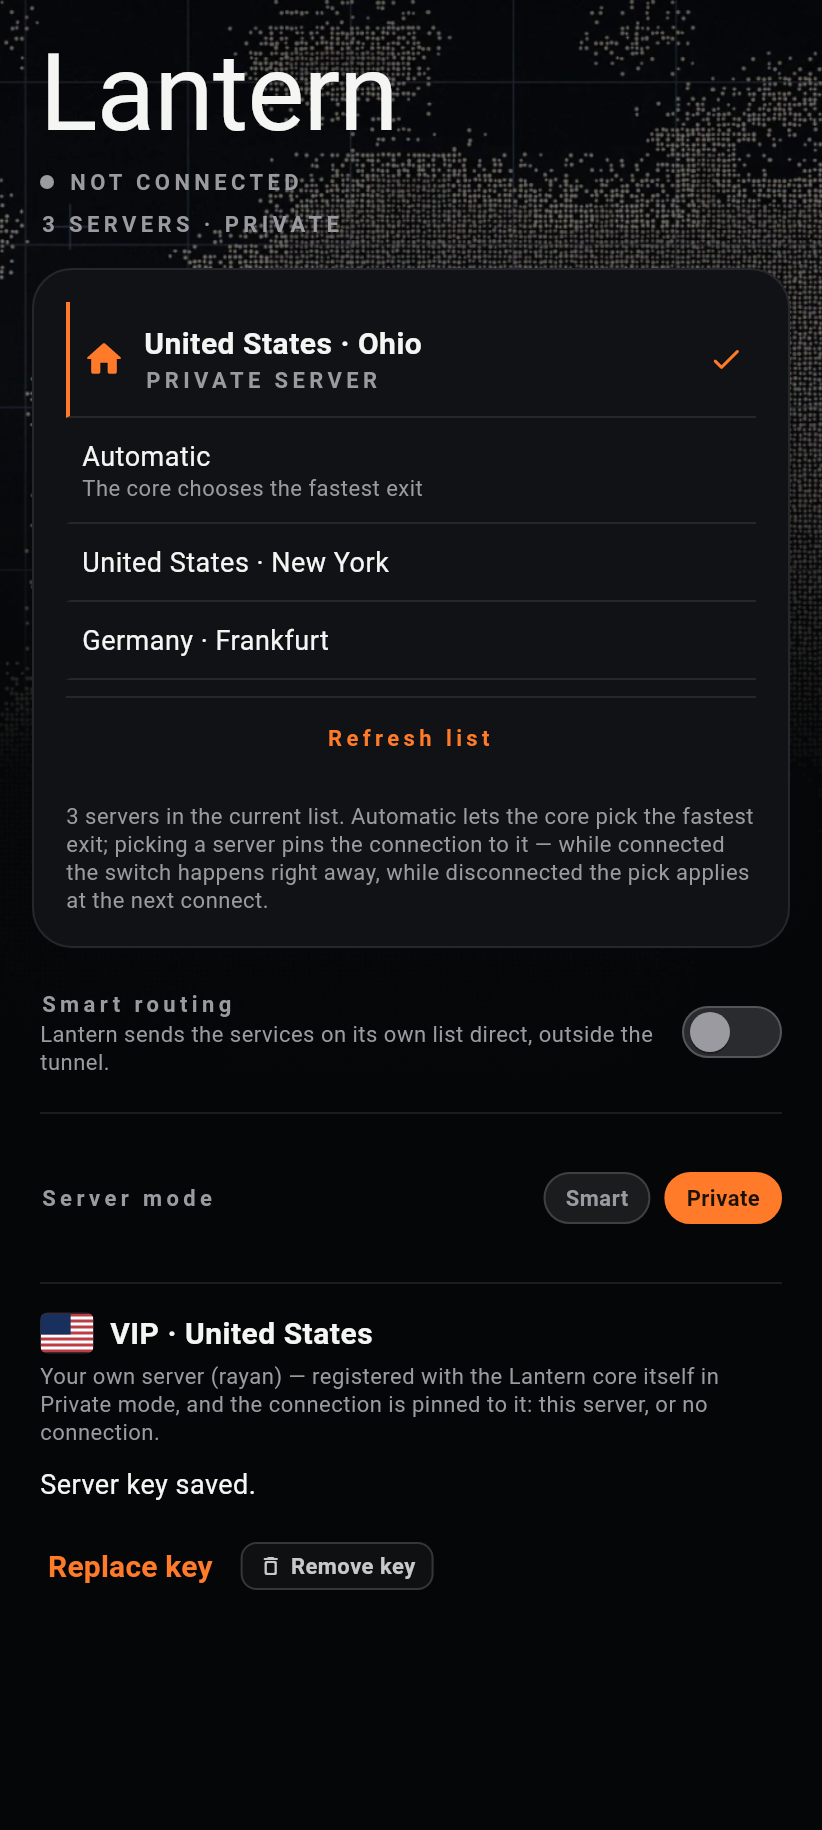 Lantern
NOT CONNECTED
3 SERVERS · PRIVATE
United States · Ohio
PRIVATE SERVER
Automatic
The core chooses the fastest exit
United States · New York
Germany · Frankfurt
Refresh list
3 servers in the current list. Automatic lets the core pick the fastest
exit; picking a server pins the connection to it — while connected
the switch happens right away, while disconnected the pick applies
at the next connect.
Smart routing
Lantern sends the services on its own list direct, outside the
tunnel.
Server mode
Smart
Private
VIP · United States
Your own server (rayan) — registered with the Lantern core itself in
Private mode, and the connection is pinned to it: this server, or no
connection.
Server key saved.
Replace key
Remove key